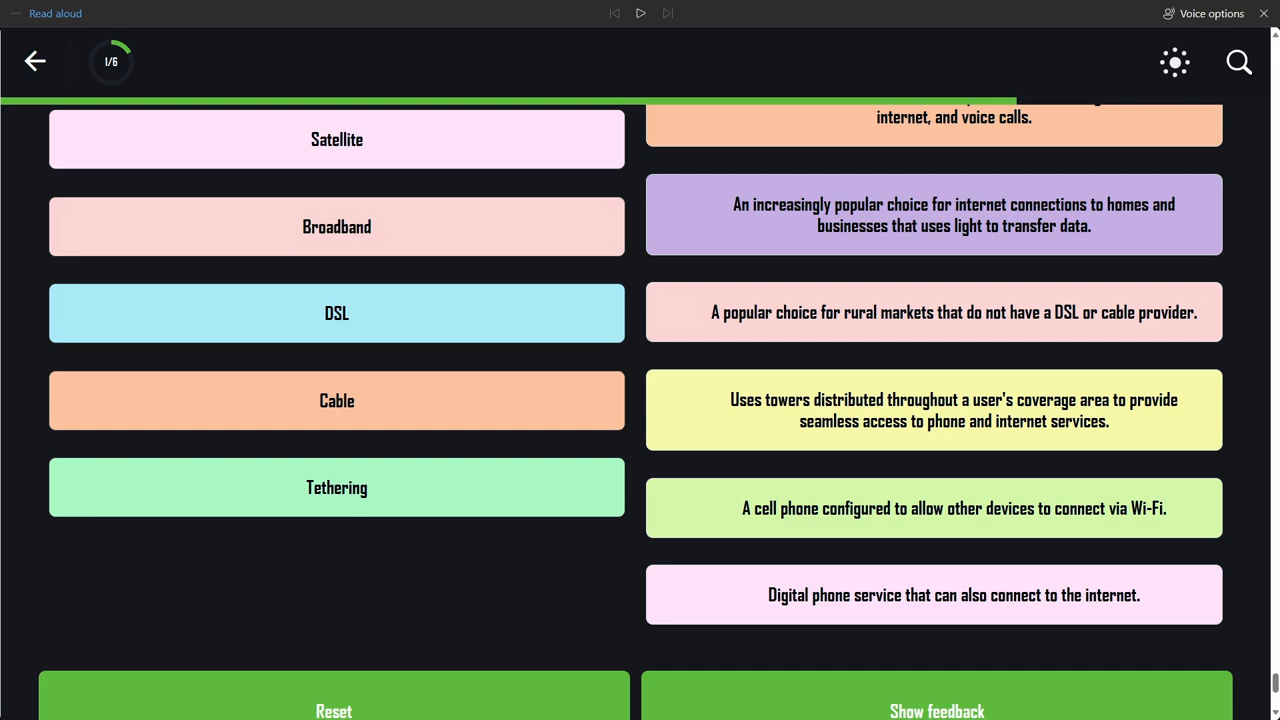 Read aloud
Voice options
1/6
Satellite
Broadband
DSL
Cable
Tethering
internet, and voice calls.
An increasingly popular choice for internet connections to homes and
businesses that uses light to transfer data.
A popular choice for rural markets that do not have a DSL or cable provider.
Uses towers distributed throughout a user's coverage area to provide
seamless access to phone and internet services.
A cell phone configured to allow other devices to connect via Wi-Fi.
Digital phone service that can also connect to the internet.
Reset
Show feedback